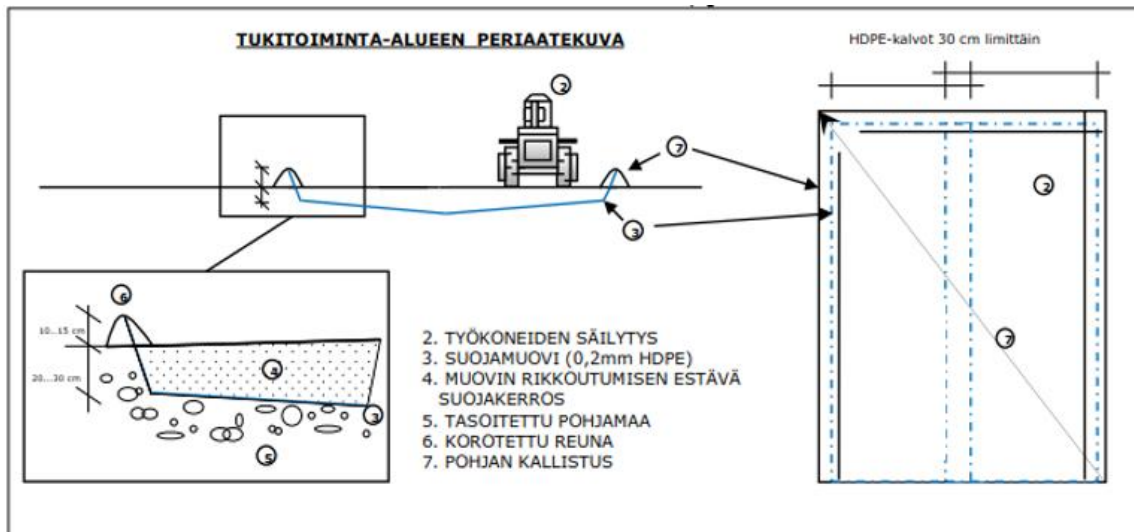 TUKITOIMINTA-ALUEEN PERIAATEKUVA
HDPE-kalvot 30 cm limittäin
2
7
3
2
7
6
10...15 cm
20...30 cm
4
3
5
2. TYÖKONEIDEN SÄILYTYS
3. SUOJAMUOVI (0,2mm HDPE)
4. MUOVIN RIKKOUTUMISEN ESTÄVÄ
SUOJAKERROS
5. TASOITETTU POHJAMAA
6. KOROTETTU REUNA
7. POHJAN KALLISTUS